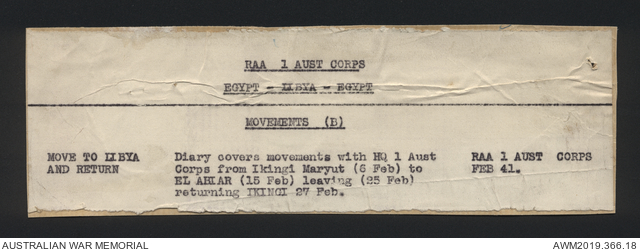 RAA 1 AUST CORPS
EGYPT - LIBYA - EGYPT
MOVEMENTS (B)
MOVE TO LIBYA AND RETURN
Diary covers movements with HQ 1 Aust
Corps from Ikingi Maryut (6 Feb) to
EL ABIAR (15 Feb) leaving (25 Feb)
returning IKINGI 27 Feb.
RAA 1 AUST CORPS
FEB 41.
AUSTRALIAN WAR MEMORIAL
AWM2019.366.18